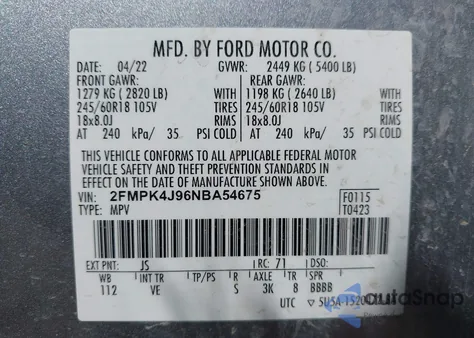 MFD. BY FORD MOTOR CO.
DATE: 04/22 GVWR: 2449 KG ( 5400 LB)
FRONT GAWR: REAR GAWR:
1279 KG ( 2820 LB) WITH 1198 KG ( 2640 LB) WITH
245/60R18 105V TIRES 245/60R18 105V TIRES
18x8.0J RIMS 18x8.0J RIMS
AT 240 kPa/ 35 PSI COLD AT 240 kPa/ 35 PSI COLD
THIS VEHICLE CONFORMS TO ALL APPLICABLE FEDERAL MOTOR
VEHICLE SAFETY AND THEFT PREVENTION STANDARDS IN
EFFECT ON THE DATE OF MANUFACTURE SHOWN ABOVE.
VIN: 2FMPK4J96NBA54675 F0115
TYPE: MPV T0423
EXT PNT: JS RC: 71 DSO:
WB INT TR TP/PS R AXLE TR SPR
112 VE S 3K 8 BBBB
UTC
autoSnap